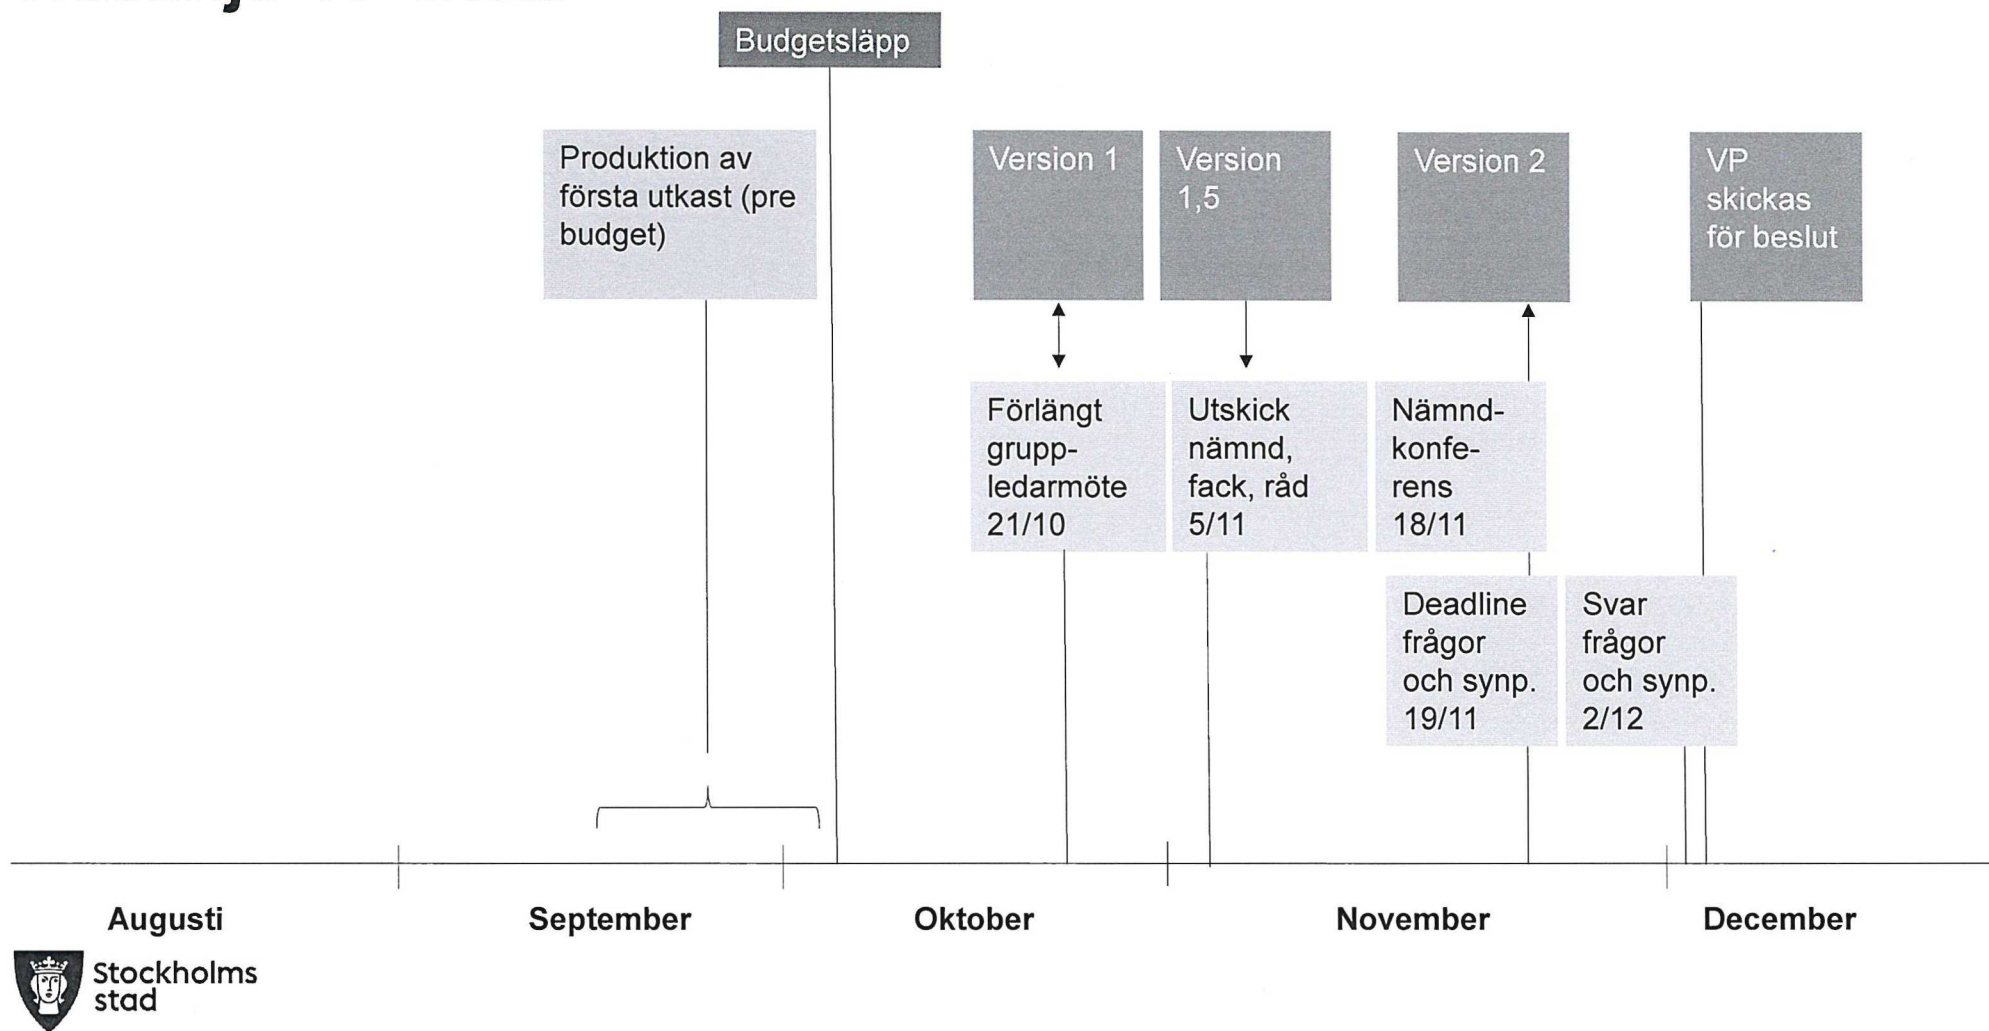 Budgetsläpp
Produktion av
första utkast (pre
budget)
Version 1
Version
1,5
Version 2
VP
skickas
för beslut
Förlängt
grupp-
ledarmöte
21/10
Utskick
nämnd,
fack, råd
5/11
Nämnd-
konfe-
rens
18/11
Deadline
frågor
och synp.
19/11
Svar
frågor
och synp.
2/12
Augusti
September
Oktober
November
December
Stockholms
stad